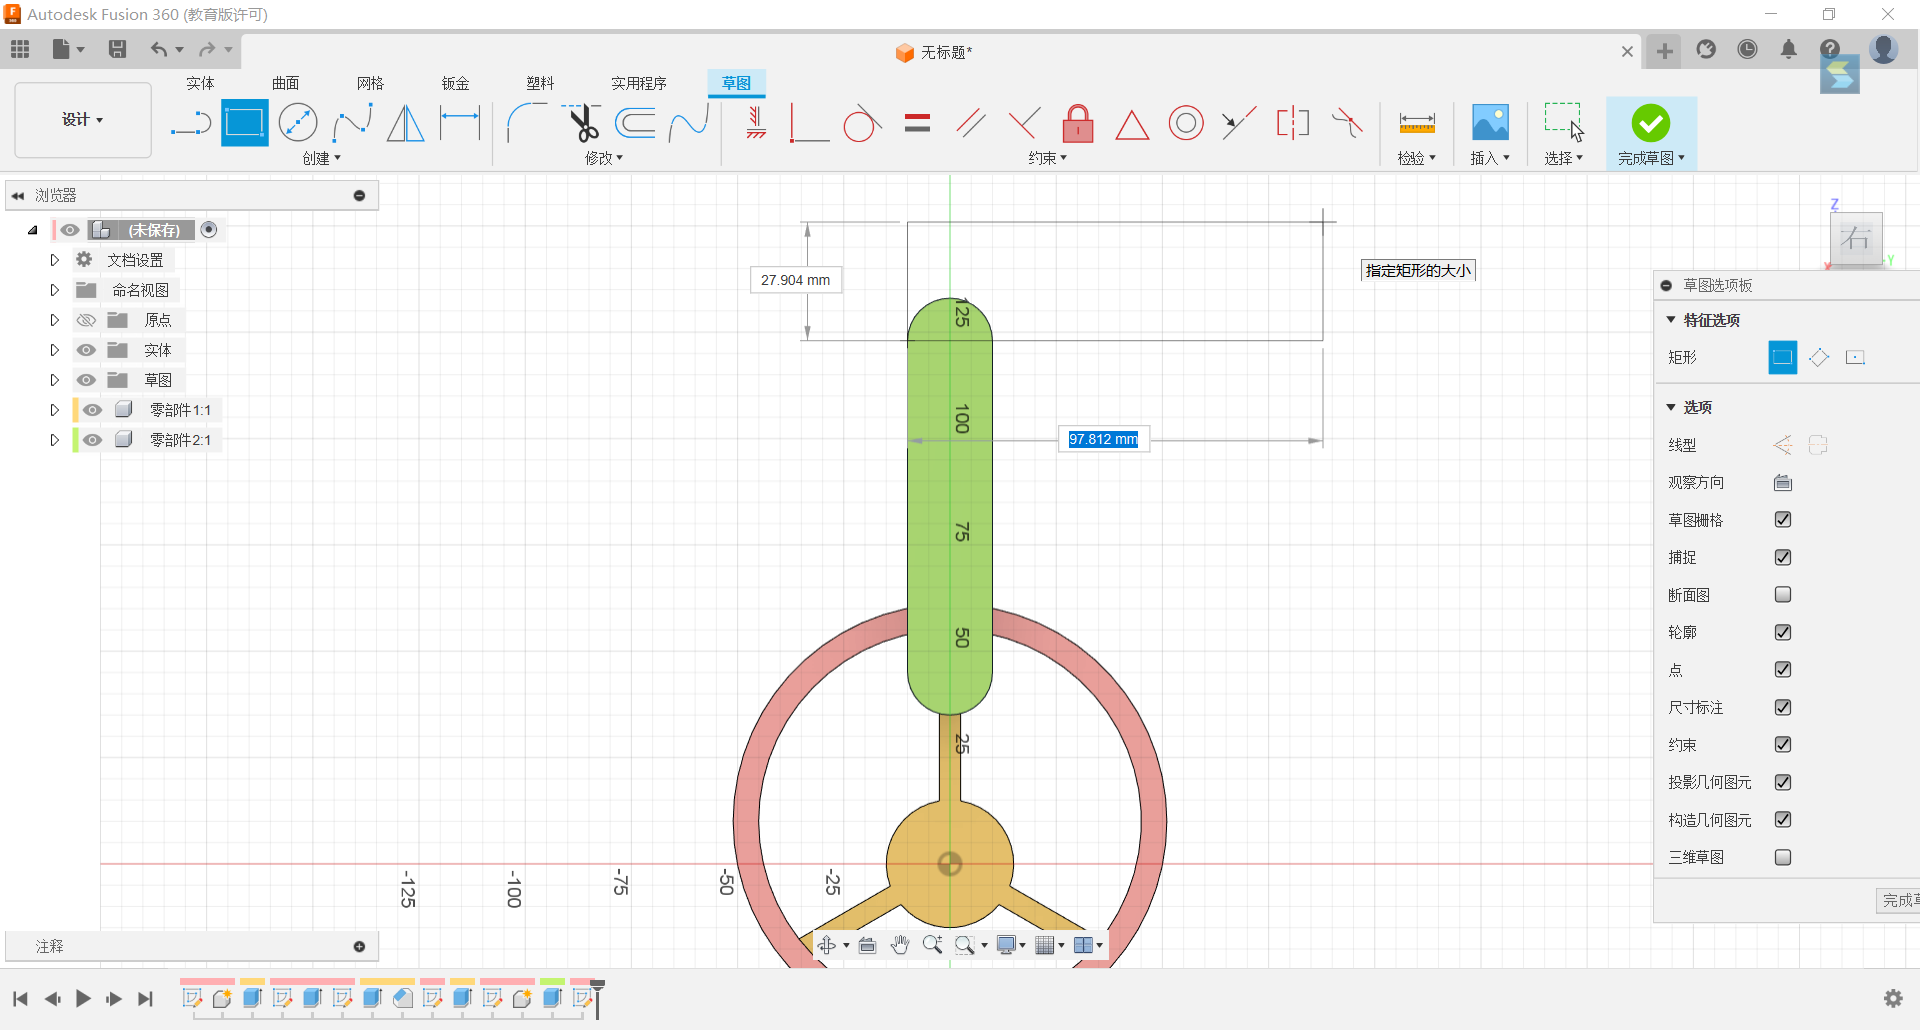 Autodesk Fusion 360 (教育版许可)
无标题*
实体 曲面 网格 钣金 塑料 实用程序 草图
设计
创建 修改 约束 检验 插入 选择 完成草图
浏览器
(未保存)
文档设置
命名视图
原点
实体
草图
零部件1:1
零部件2:1
27.904 mm
指定矩形的大小
97.812 mm
125
100
75
50
25
-125
-100
-75
-50
-25
Z
右
X
Y
草图选项板
特征选项
矩形
选项
线型
观察方向
草图栅格
捕捉
断面图
轮廓
点
尺寸标注
约束
投影几何图元
构造几何图元
三维草图
完成草
注释